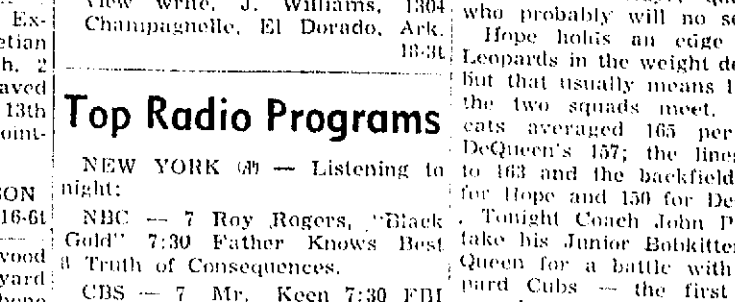 Ex-
etian
h. 2
aved
13th
oint-
SON
16-6t
wood
yard
View write, J. Williams, 1304
Champagnelle, El Dorado, Ark.
18-3t
Top Radio Programs
NEW YORK (AP) — Listening to
night:
NBC — 7 Roy Rogers, "Black
Gold" 7:30 Father Knows Best
8 Truth of Consequences.
CBS — 7 Mr. Keen 7:30 FBI
who probably will no se
Hope holds an edge
Leopards in the weight de
but that usually means l
the two squads meet.
cats averaged 165 per
DeQueen's 157; the line
to 163 and the backfield
for Hope and 150 for De
. Tonight Coach John P
take his Junior Bobkitten
Queen for a battle with
pard Cubs — the first